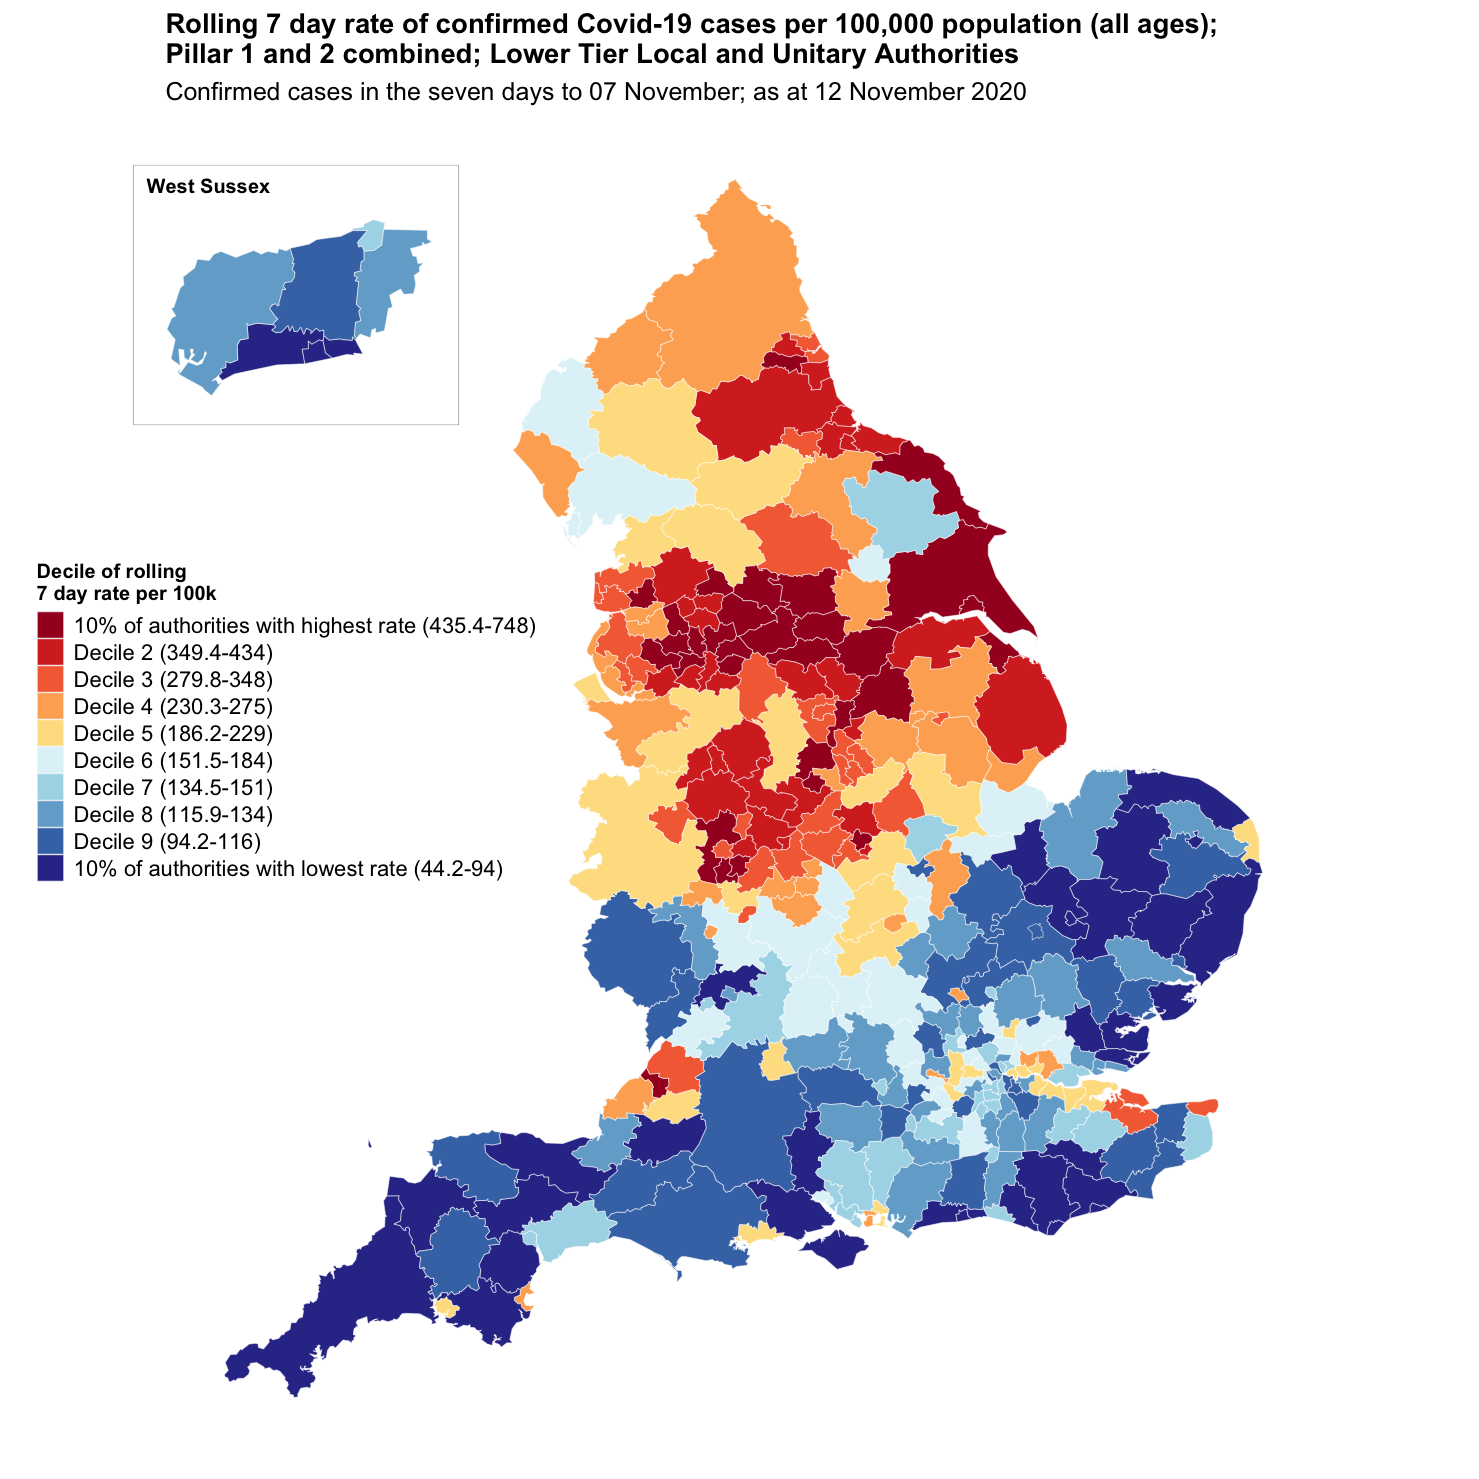 Rolling 7 day rate of confirmed Covid-19 cases per 100,000 population (all ages);
Pillar 1 and 2 combined; Lower Tier Local and Unitary Authorities
Confirmed cases in the seven days to 07 November; as at 12 November 2020
West Sussex
Decile of rolling
7 day rate per 100k
10% of authorities with highest rate (435.4-748)
Decile 2 (349.4-434)
Decile 3 (279.8-348)
Decile 4 (230.3-275)
Decile 5 (186.2-229)
Decile 6 (151.5-184)
Decile 7 (134.5-151)
Decile 8 (115.9-134)
Decile 9 (94.2-116)
10% of authorities with lowest rate (44.2-94)